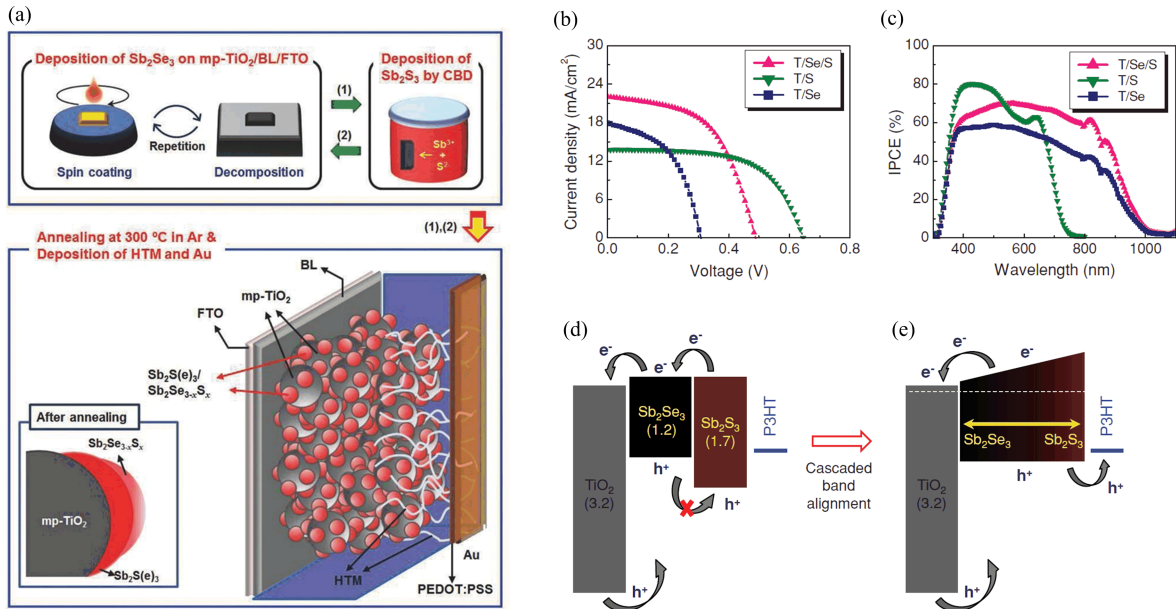 (a)
Deposition of Sb2Se3 on mp-TiO2/BL/FTO
Spin coating
Repetition
Decomposition
(1)
(2)
Deposition of
Sb2S3 by CBD
Sb3+
+
S2-
(1),(2)
Annealing at 300 ºC in Ar &
Deposition of HTM and Au
BL
mp-TiO2
FTO
Sb2S(e)3/
Sb2Se3-xSx
After annealing
Sb2Se3-xSx
mp-TiO2
Sb2S(e)3
HTM
Au
PEDOT:PSS
(b)
Current density (mA/cm2)
30
24
18
12
6
0
0.0
0.2
0.4
0.6
0.8
Voltage (V)
T/Se/S
T/S
T/Se
(c)
IPCE (%)
100
80
60
40
20
0
400
600
800
1000
Wavelength (nm)
T/Se/S
T/S
T/Se
(d)
e-
e-
e-
Sb2Se3
(1.2)
Sb2S3
(1.7)
P3HT
TiO2
(3.2)
h+
h+
h+
Cascaded
band
alignment
(e)
e-
e-
Sb2Se3
Sb2S3
P3HT
TiO2
(3.2)
h+
h+
h+